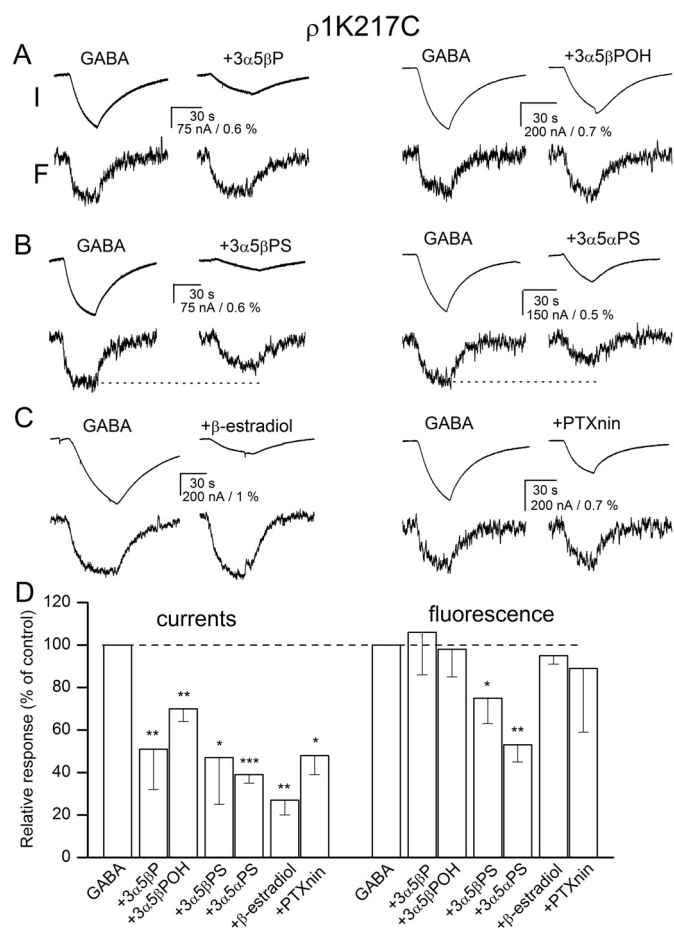 ρ1K217C
A
GABA +3α5βP GABA +3α5βPOH
I
30 s
75 nA / 0.6 %
30 s
200 nA / 0.7 %
F
B
GABA +3α5βPS GABA +3α5αPS
30 s
75 nA / 0.6 %
30 s
150 nA / 0.5 %
C
GABA +β-estradiol GABA +PTXnin
30 s
200 nA / 1 %
30 s
200 nA / 0.7 %
D
Relative response (% of control)
120
100
80
60
40
20
0
currents fluorescence
** ** * *** ** * * **
GABA +3α5βP +3α5βPOH +3α5βPS +3α5αPS +β-estradiol +PTXnin GABA +3α5βP +3α5βPOH +3α5βPS +3α5αPS +β-estradiol +PTXnin